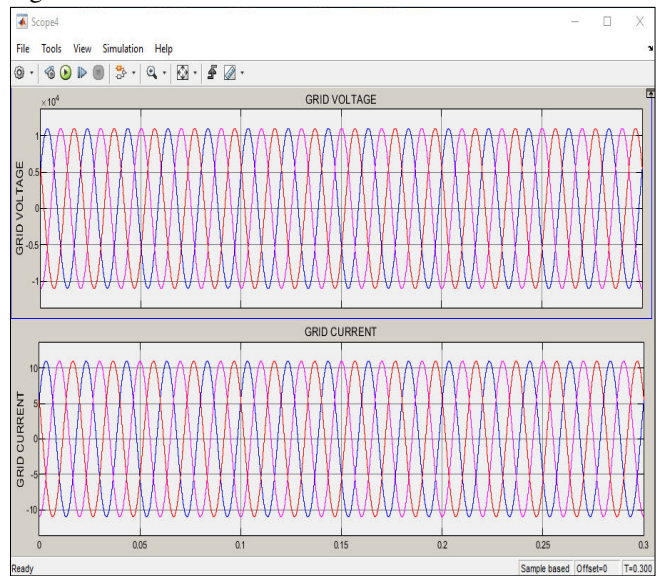 Scope4
File Tools View Simulation Help
×10⁴
GRID VOLTAGE
GRID VOLTAGE
1
0.5
0
-0.5
-1
GRID CURRENT
GRID CURRENT
10
5
0
-5
-10
0 0.05 0.1 0.15 0.2 0.25 0.3
Ready Sample based Offset=0 T=0.300